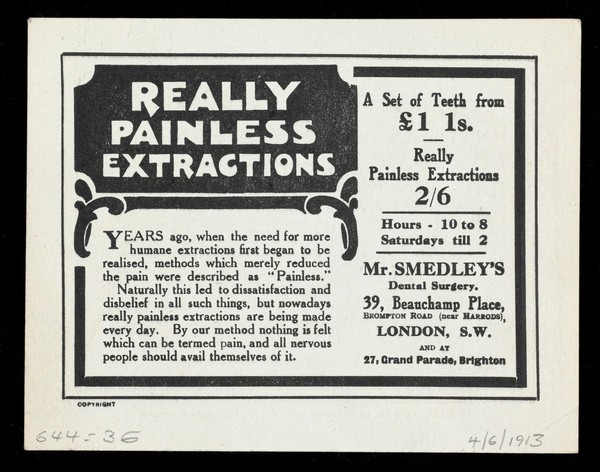 REALLY
PAINLESS
EXTRACTIONS
YEARS ago, when the need for more
humane extractions first began to be
realised, methods which merely reduced
the pain were described as “Painless.”
Naturally this led to dissatisfaction and
disbelief in all such things, but nowadays
really painless extractions are being made
every day. By our method nothing is felt
which can be termed pain, and all nervous
people should avail themselves of it.
A Set of Teeth from
£1 1s.
Really
Painless Extractions
2/6
Hours - 10 to 8
Saturdays till 2
Mr. SMEDLEY'S
Dental Surgery.
39, Beauchamp Place,
BROMPTON ROAD (near HARRODS),
LONDON, S.W.
AND AT
27, Grand Parade, Brighton
COPYRIGHT
644=36
4/6/1913